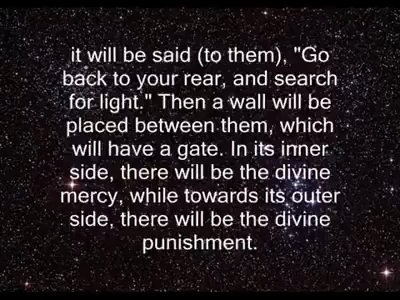 it will be said (to them), "Go
back to your rear, and search
for light." Then a wall will be
placed between them, which
will have a gate. In its inner
side, there will be the divine
mercy, while towards its outer
side, there will be the divine
punishment.